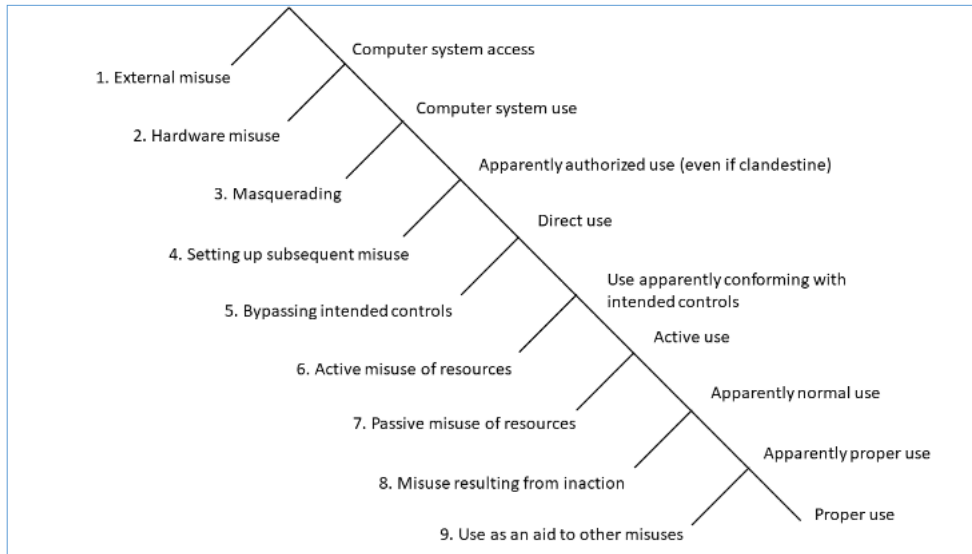 Computer system access
1. External misuse
Computer system use
2. Hardware misuse
Apparently authorized use (even if clandestine)
3. Masquerading
Direct use
4. Setting up subsequent misuse
Use apparently conforming with
intended controls
5. Bypassing intended controls
Active use
6. Active misuse of resources
Apparently normal use
7. Passive misuse of resources
Apparently proper use
8. Misuse resulting from inaction
Proper use
9. Use as an aid to other misuses